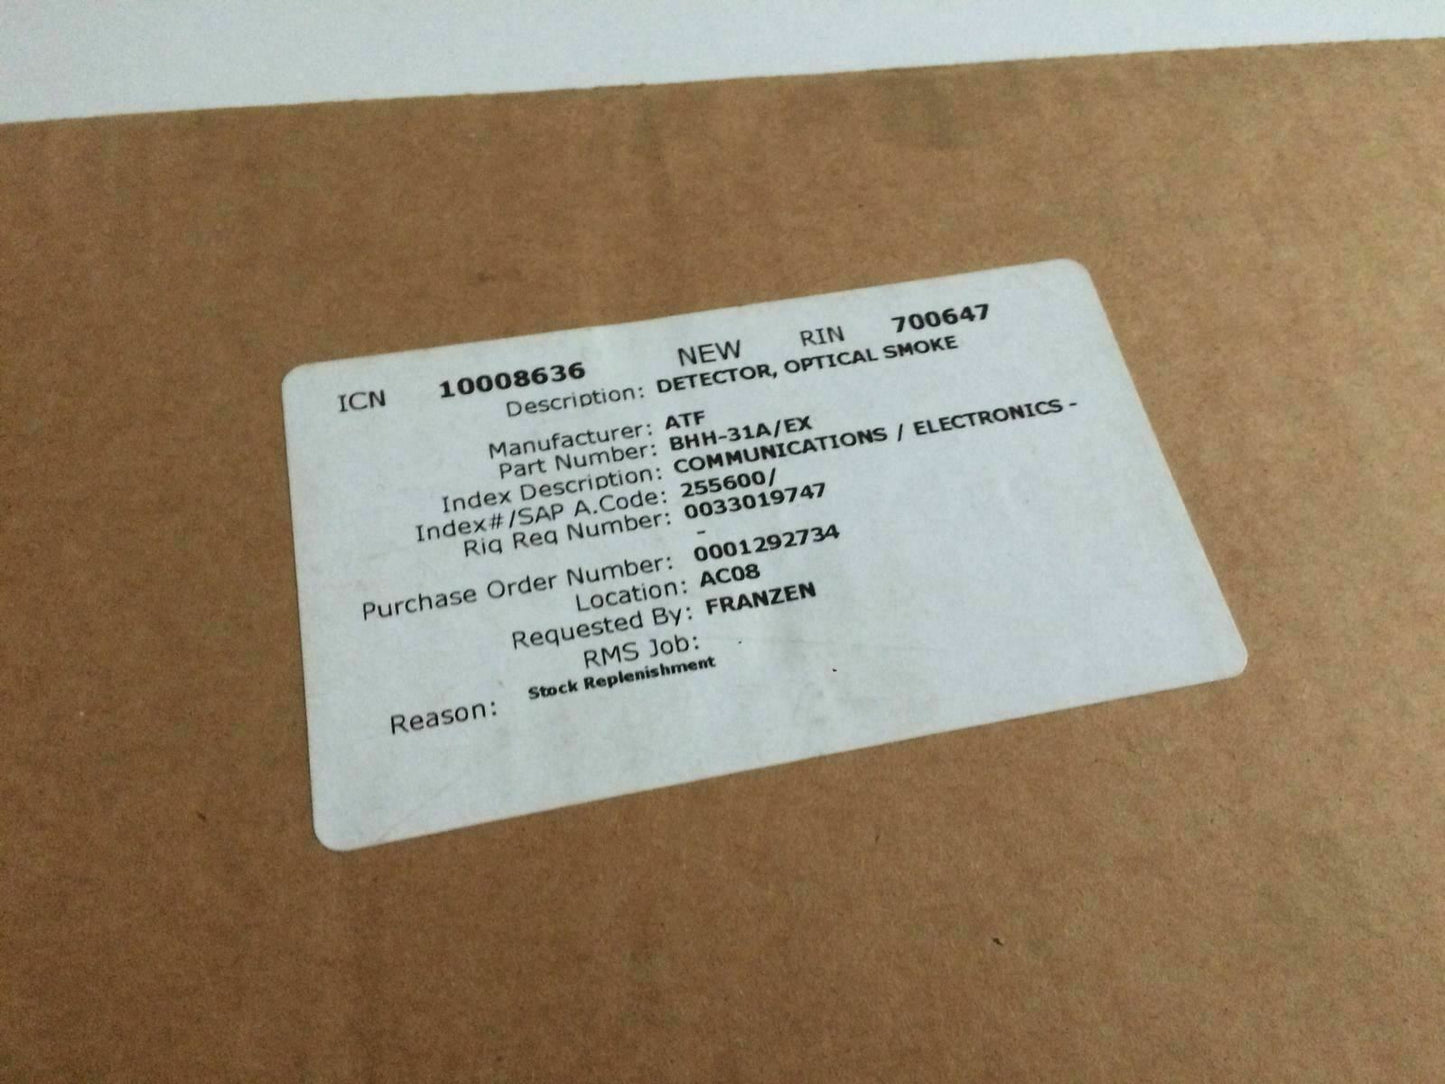 ICN 10008636 NEW RIN 700647
Description: DETECTOR, OPTICAL SMOKE
Manufacturer: ATF
Part Number: BHH-31A/EX
Index Description: COMMUNICATIONS / ELECTRONICS -
Index#/SAP A.Code: 255600/
Rig Req Number: 0033019747
-
Purchase Order Number: 0001292734
Location: AC08
Requested By: FRANZEN
RMS Job:
Reason: Stock Replenishment